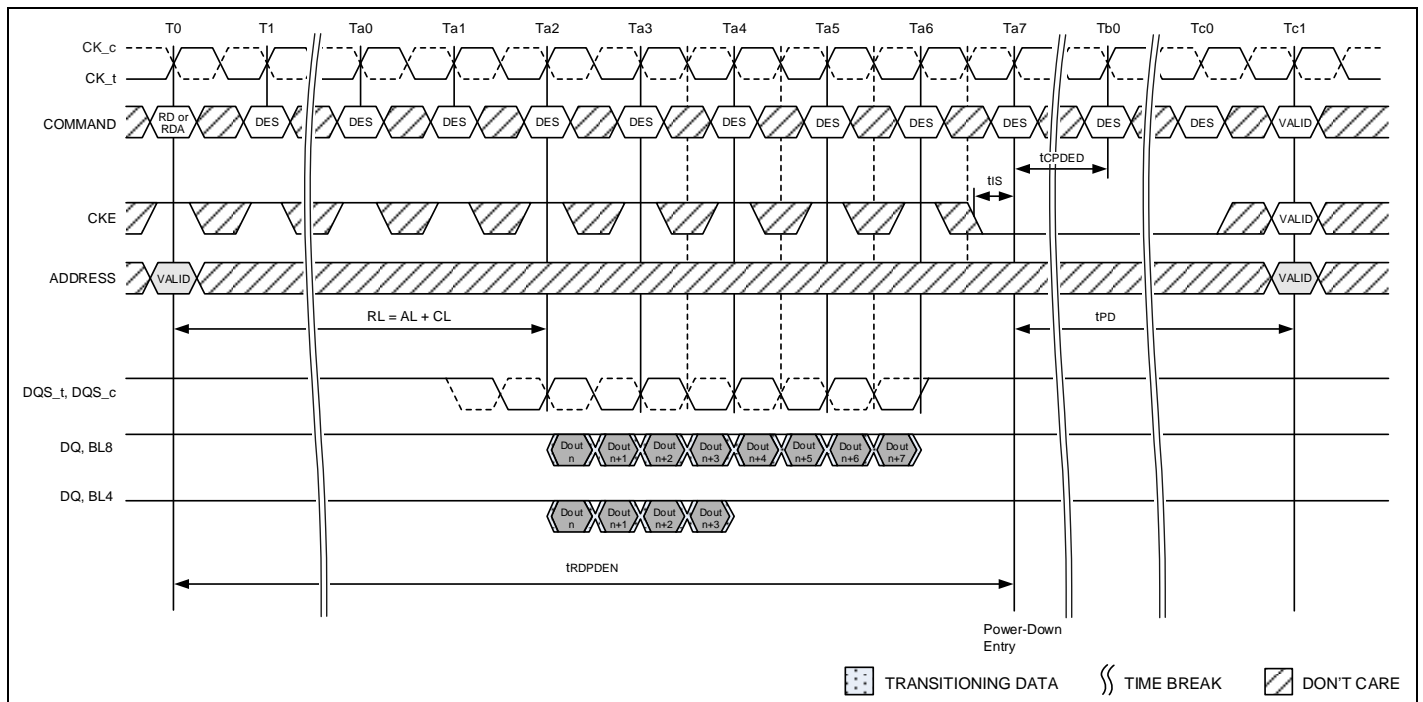 T0 T1 Ta0 Ta1 Ta2 Ta3 Ta4 Ta5 Ta6 Ta7 Tb0 Tc0 Tc1
CK_c
CK_t
COMMAND
RD or
RDA
DES DES DES DES DES DES DES DES DES DES DES VALID
tCPDED
tIS
CKE
VALID
ADDRESS
VALID VALID
RL = AL + CL
tPD
DQS_t, DQS_c
DQ, BL8
Dout Dout Dout Dout Dout Dout Dout Dout
n n+1 n+2 n+3 n+4 n+5 n+6 n+7
DQ, BL4
Dout Dout Dout Dout
n n+1 n+2 n+3
tRDPDEN
Power-Down
Entry
TRANSITIONING DATA TIME BREAK DON'T CARE